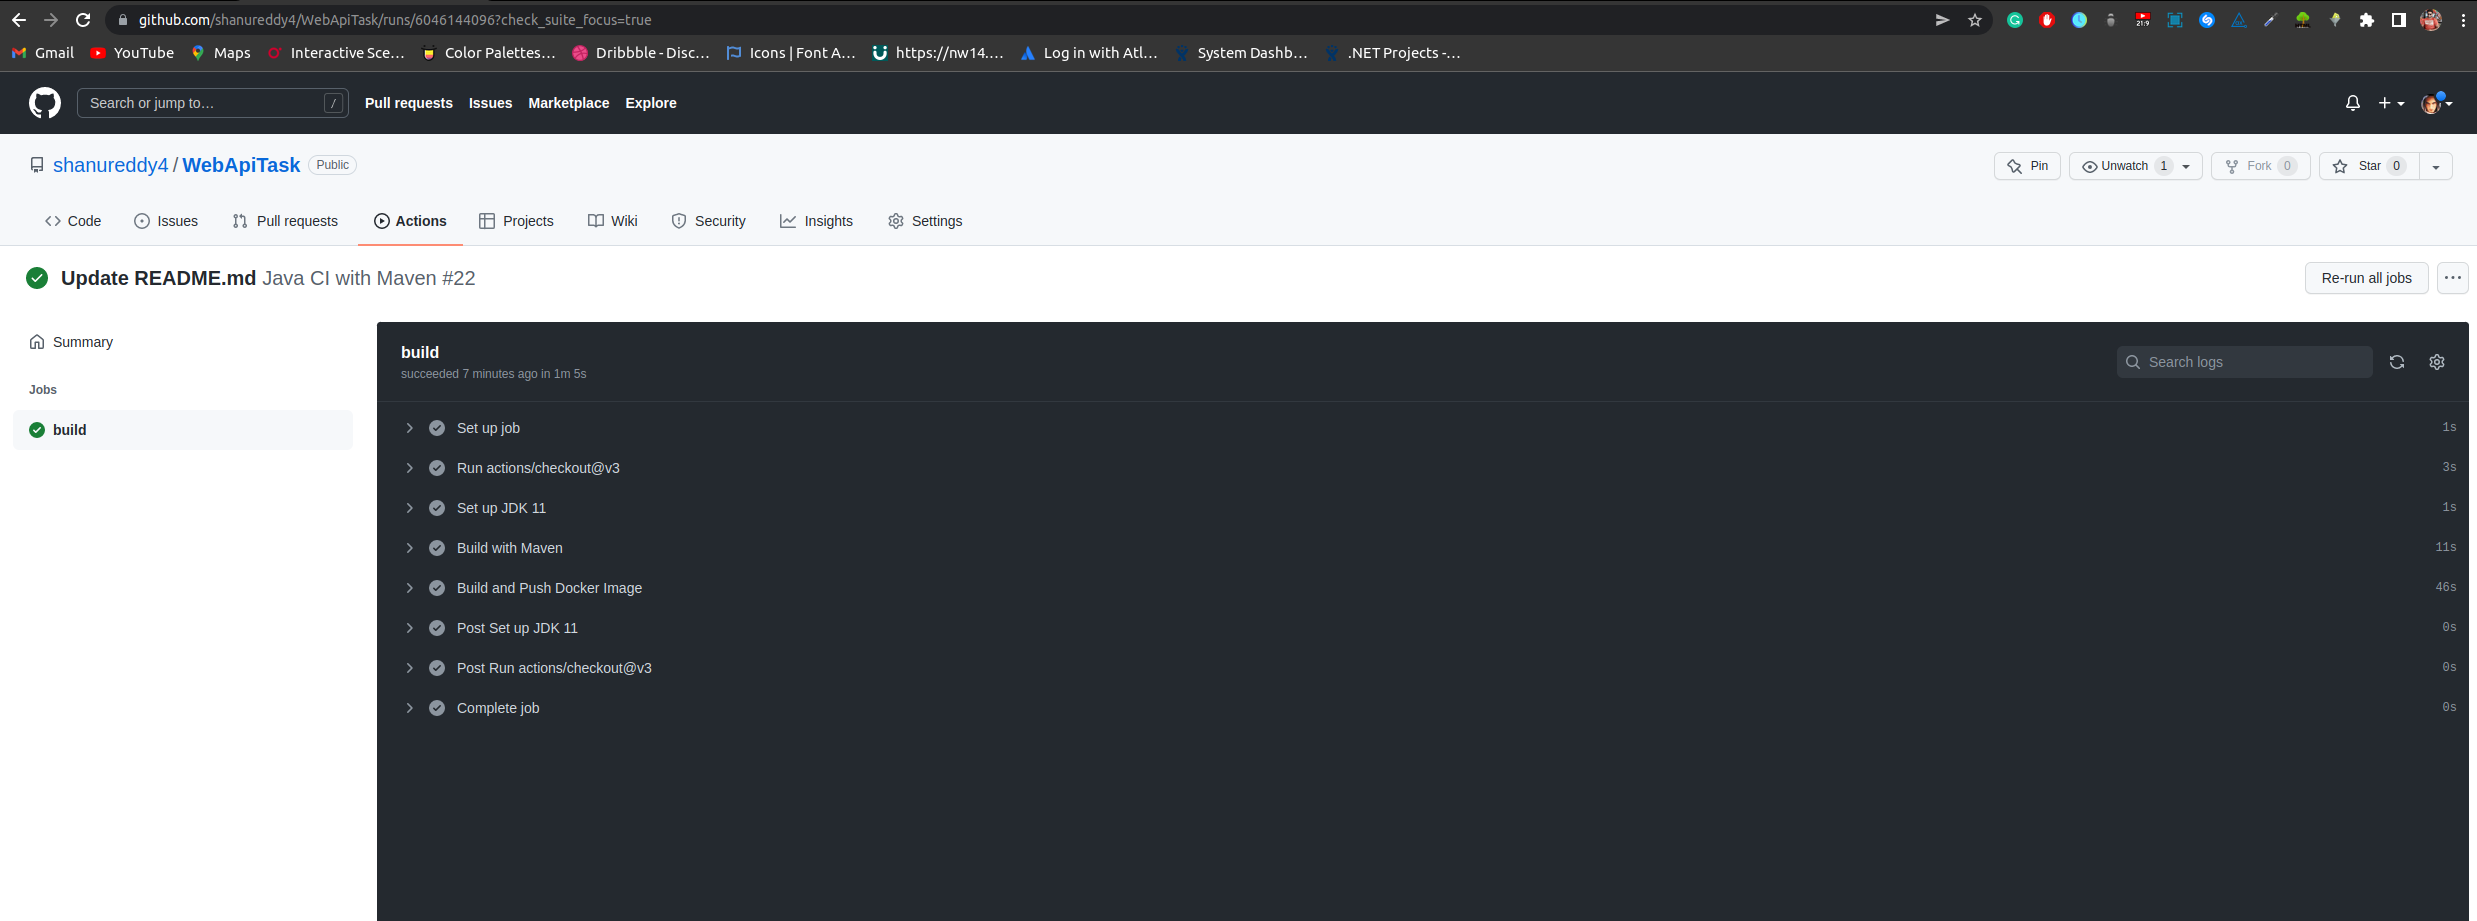 github.com/shanureddy4/WebApiTask/runs/6046144096?check_suite_focus=true
Gmail YouTube Maps Interactive Sce... Color Palettes... Dribbble - Disc... Icons | Font A... https://nw14.... Log in with Atl... System Dashb... .NET Projects -...
Search or jump to... / Pull requests Issues Marketplace Explore
shanureddy4 / WebApiTask Public Pin Unwatch 1 Fork 0 Star 0
Code Issues Pull requests Actions Projects Wiki Security Insights Settings
Update README.md Java CI with Maven #22 Re-run all jobs
Summary
Jobs
build
build
succeeded 7 minutes ago in 1m 5s
Search logs
Set up job 1s
Run actions/checkout@v3 3s
Set up JDK 11 1s
Build with Maven 11s
Build and Push Docker Image 46s
Post Set up JDK 11 0s
Post Run actions/checkout@v3 0s
Complete job 0s